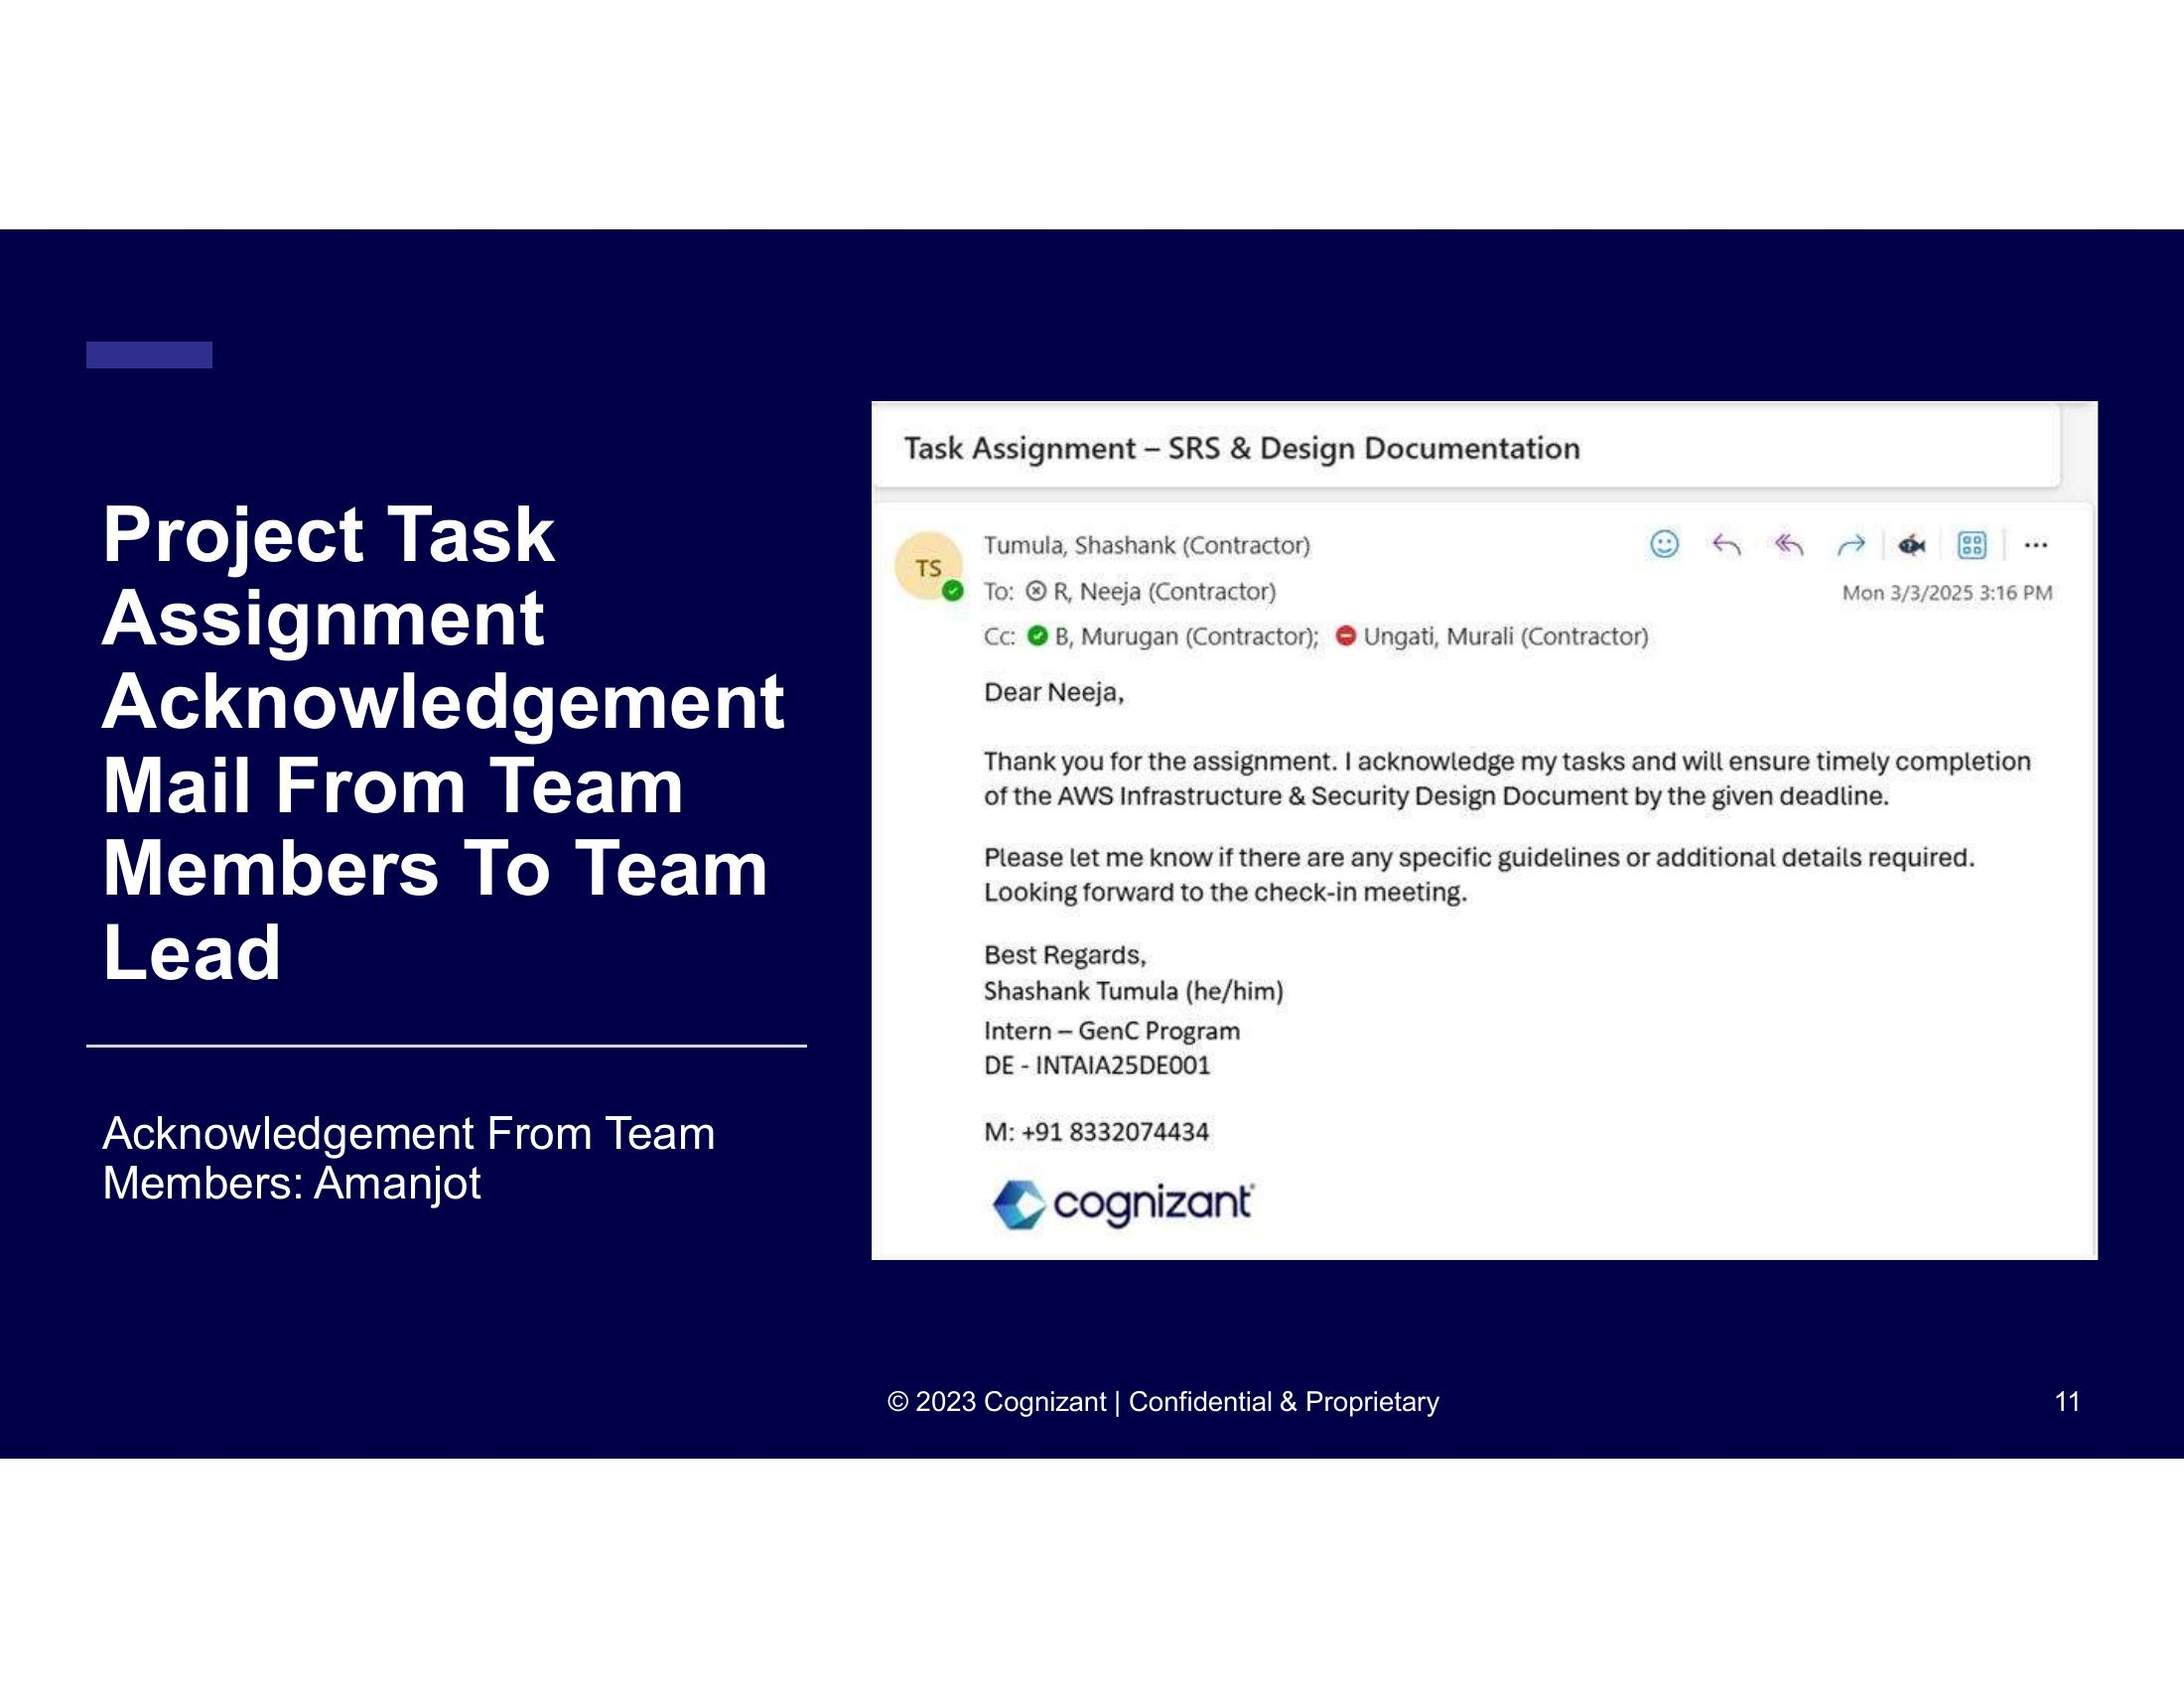 Project Task
Assignment
Acknowledgement
Mail From Team
Members To Team
Lead
Acknowledgement From Team
Members: Amanjot
Task Assignment – SRS & Design Documentation
TS
Tumula, Shashank (Contractor)
To: R, Neeja (Contractor)
Mon 3/3/2025 3:16 PM
Cc: B, Murugan (Contractor); Ungati, Murali (Contractor)
Dear Neeja,
Thank you for the assignment. I acknowledge my tasks and will ensure timely completion
of the AWS Infrastructure & Security Design Document by the given deadline.
Please let me know if there are any specific guidelines or additional details required.
Looking forward to the check-in meeting.
Best Regards,
Shashank Tumula (he/him)
Intern – GenC Program
DE - INTAIA25DE001
M: +91 8332074434
cognizant
© 2023 Cognizant | Confidential & Proprietary
11